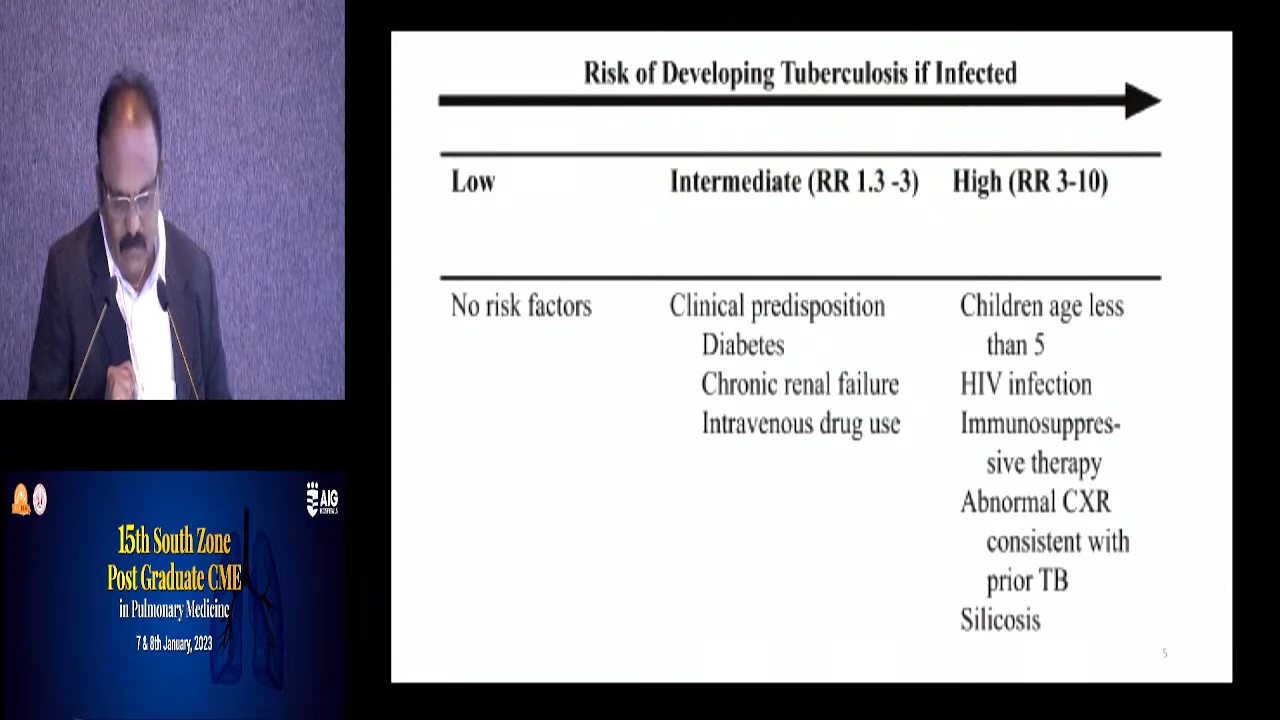 Risk of Developing Tuberculosis if Infected
Low
Intermediate (RR 1.3 -3)
High (RR 3-10)
No risk factors
Clinical predisposition
Diabetes
Chronic renal failure
Intravenous drug use
Children age less
than 5
HIV infection
Immunosuppres-
sive therapy
Abnormal CXR
consistent with
prior TB
Silicosis
5
AIG
HOSPITALS
15th South Zone
Post Graduate CME
in Pulmonary Medicine
7 & 8th January, 2023